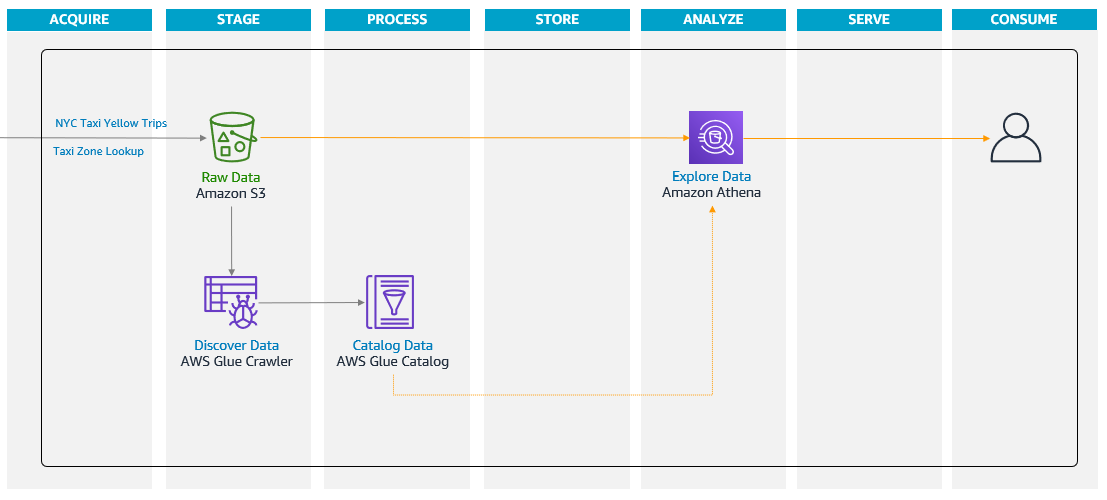 ACQUIRE
STAGE
PROCESS
STORE
ANALYZE
SERVE
CONSUME
NYC Taxi Yellow Trips
Taxi Zone Lookup
Raw Data
Amazon S3
Explore Data
Amazon Athena
Discover Data
AWS Glue Crawler
Catalog Data
AWS Glue Catalog